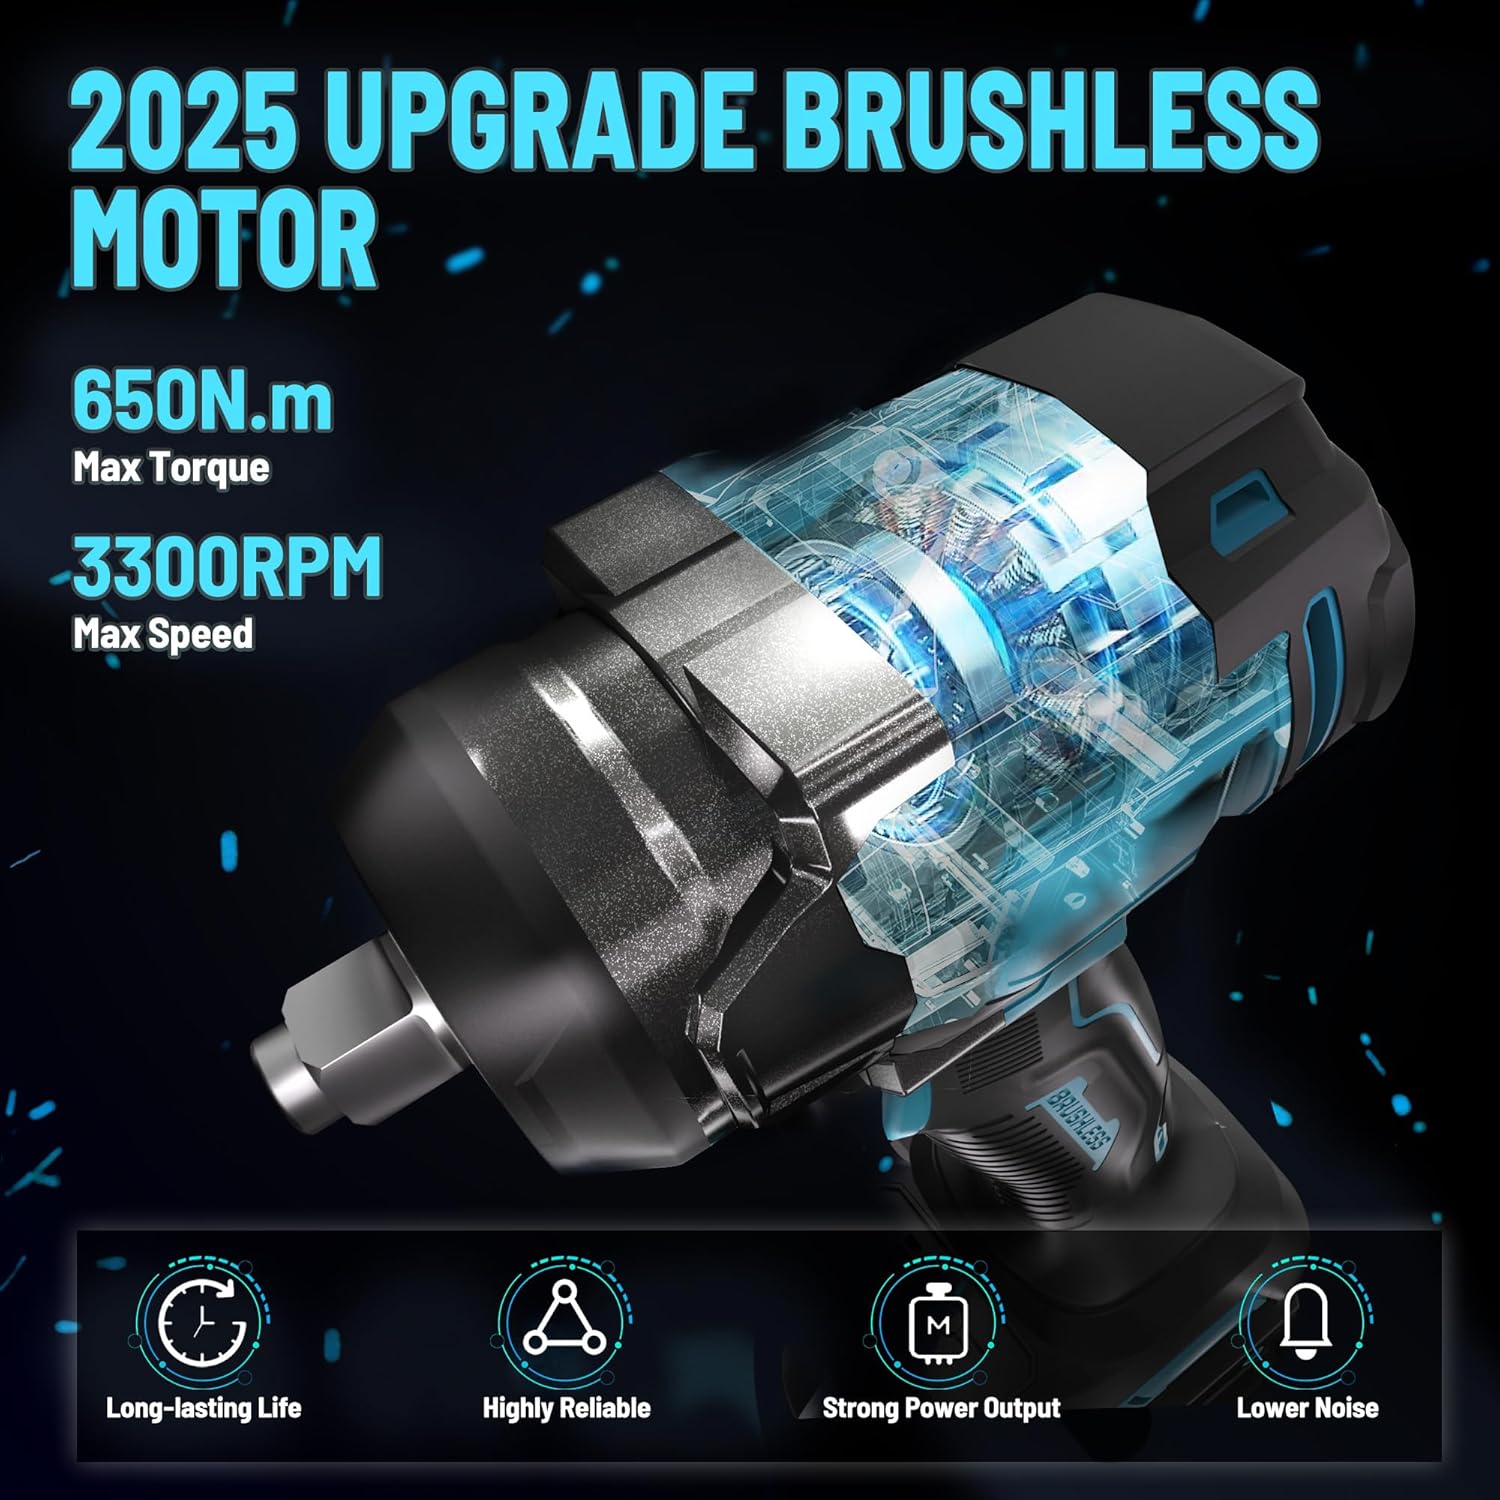 2025 UPGRADE BRUSHLESS
MOTOR
650N.m
Max Torque
3300RPM
Max Speed
BRUSHLESS
M
Long-lasting Life
Highly Reliable
Strong Power Output
Lower Noise